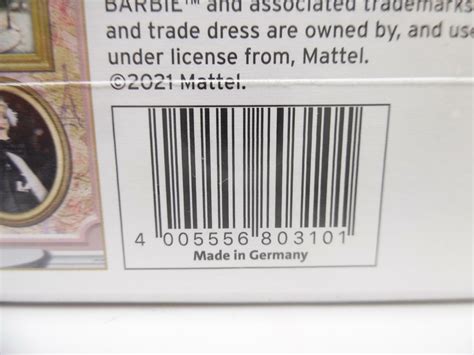 BARBIE™ and associated trademarks
and trade dress are owned by, and use
under license from, Mattel.
©2021 Mattel.
4 005556 803101
Made in Germany